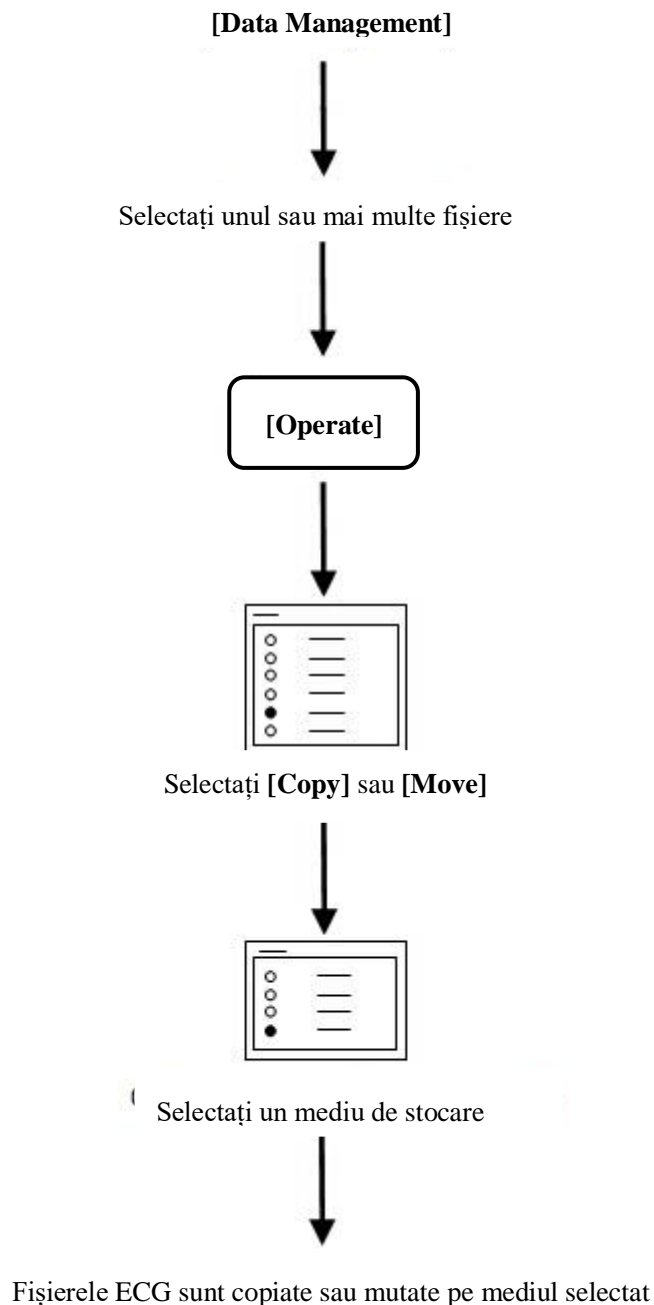 [Data Management]
Selectați unul sau mai multe fișiere
[Operate]
Selectați [Copy] sau [Move]
Selectați un mediu de stocare
Fișierele ECG sunt copiate sau mutate pe mediul selectat